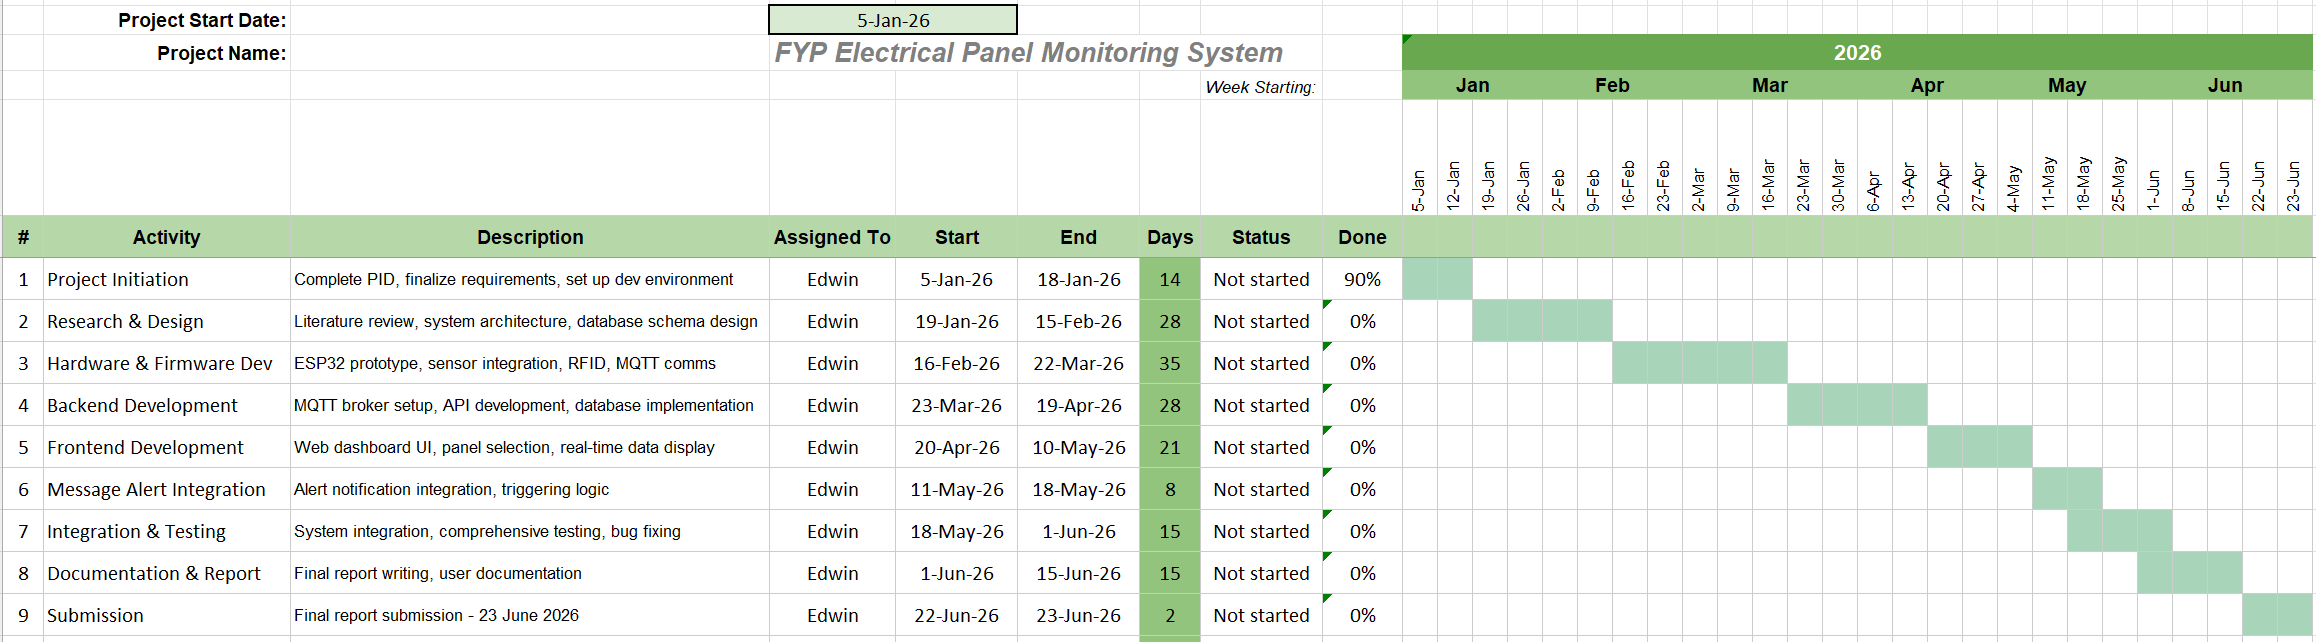 Project Start Date: 5-Jan-26
Project Name: FYP Electrical Panel Monitoring System 2026
Week Starting: Jan Feb Mar Apr May Jun
5-Jan 12-Jan 19-Jan 26-Jan 2-Feb 9-Feb 16-Feb 23-Feb 2-Mar 9-Mar 16-Mar 23-Mar 30-Mar 6-Apr 13-Apr 20-Apr 27-Apr 4-May 11-May 18-May 25-May 1-Jun 8-Jun 15-Jun 22-Jun 23-Jun
# Activity Description Assigned To Start End Days Status Done
1 Project Initiation Complete PID, finalize requirements, set up dev environment Edwin 5-Jan-26 18-Jan-26 14 Not started 90%
2 Research & Design Literature review, system architecture, database schema design Edwin 19-Jan-26 15-Feb-26 28 Not started 0%
3 Hardware & Firmware Dev ESP32 prototype, sensor integration, RFID, MQTT comms Edwin 16-Feb-26 22-Mar-26 35 Not started 0%
4 Backend Development MQTT broker setup, API development, database implementation Edwin 23-Mar-26 19-Apr-26 28 Not started 0%
5 Frontend Development Web dashboard UI, panel selection, real-time data display Edwin 20-Apr-26 10-May-26 21 Not started 0%
6 Message Alert Integration Alert notification integration, triggering logic Edwin 11-May-26 18-May-26 8 Not started 0%
7 Integration & Testing System integration, comprehensive testing, bug fixing Edwin 18-May-26 1-Jun-26 15 Not started 0%
8 Documentation & Report Final report writing, user documentation Edwin 1-Jun-26 15-Jun-26 15 Not started 0%
9 Submission Final report submission - 23 June 2026 Edwin 22-Jun-26 23-Jun-26 2 Not started 0%